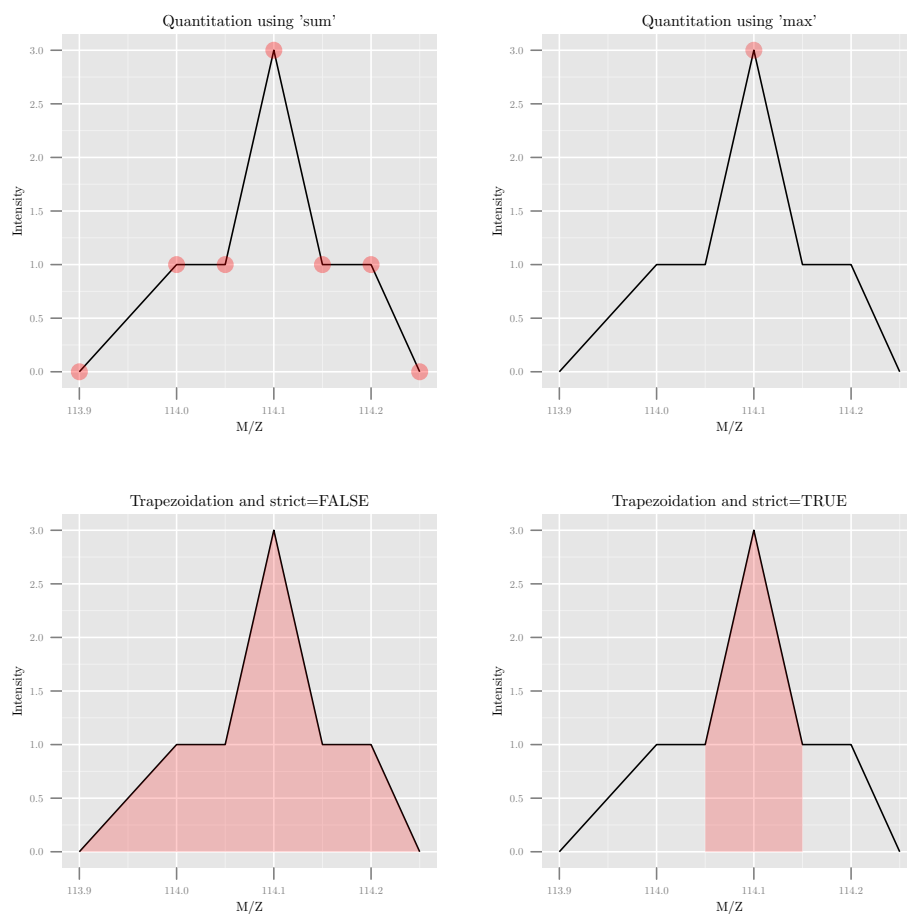 Quantitation using 'sum'
3.0
2.5
2.0
1.5
1.0
0.5
0.0
Intensity
113.9 114.0 114.1 114.2
M/Z
Quantitation using 'max'
3.0
2.5
2.0
1.5
1.0
0.5
0.0
Intensity
113.9 114.0 114.1 114.2
M/Z
Trapezoidation and strict=FALSE
3.0
2.5
2.0
1.5
1.0
0.5
0.0
Intensity
113.9 114.0 114.1 114.2
M/Z
Trapezoidation and strict=TRUE
3.0
2.5
2.0
1.5
1.0
0.5
0.0
Intensity
113.9 114.0 114.1 114.2
M/Z